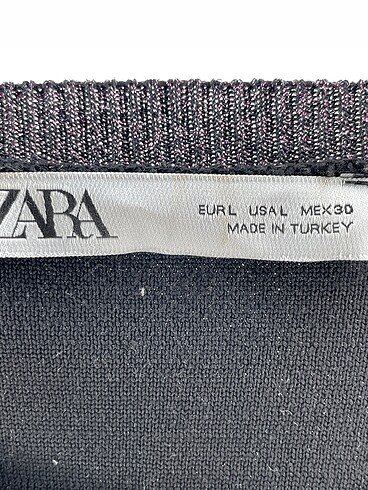 ZARA
EUR L USA L MEX 30
MADE IN TURKEY